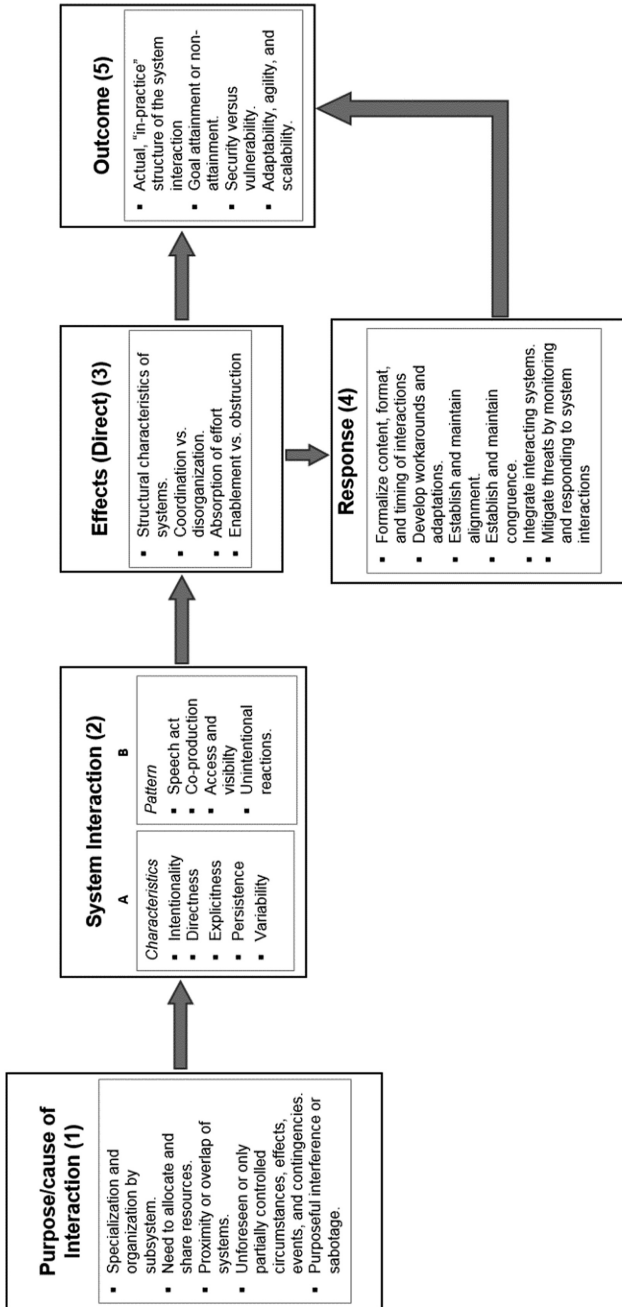 Purpose/cause of
Interaction (1)
▪ Specialization and
organization by
subsystem.
▪ Need to allocate and
share resources.
▪ Proximity or overlap of
systems.
▪ Unforeseen or only
partially controlled
circumstances, effects,
events, and contingencies.
▪ Purposeful interference or
sabotage.
System Interaction (2)
A
Characteristics
▪ Intentionality
▪ Directness
▪ Explicitness
▪ Persistence
▪ Variability
B
Pattern
▪ Speech act
▪ Co-production
▪ Access and
visibilty
▪ Unintentional
reactions.
Effects (Direct) (3)
▪ Structural characteristics of
systems.
▪ Coordination vs.
disorganization.
▪ Absorption of effort
▪ Enablement vs. obstruction
Response (4)
▪ Formalize content, format,
and timing of interactions
▪ Develop workarounds and
adaptations.
▪ Establish and maintain
alignment.
▪ Establish and maintain
congruence.
▪ Integrate interacting systems.
▪ Mitigate threats by monitoring
and responding to system
interactions
Outcome (5)
▪ Actual, “in-practice”
structure of the system
interaction
▪ Goal attainment or non-
attainment.
▪ Security versus
vulnerability.
▪ Adaptability, agility, and
scalability.